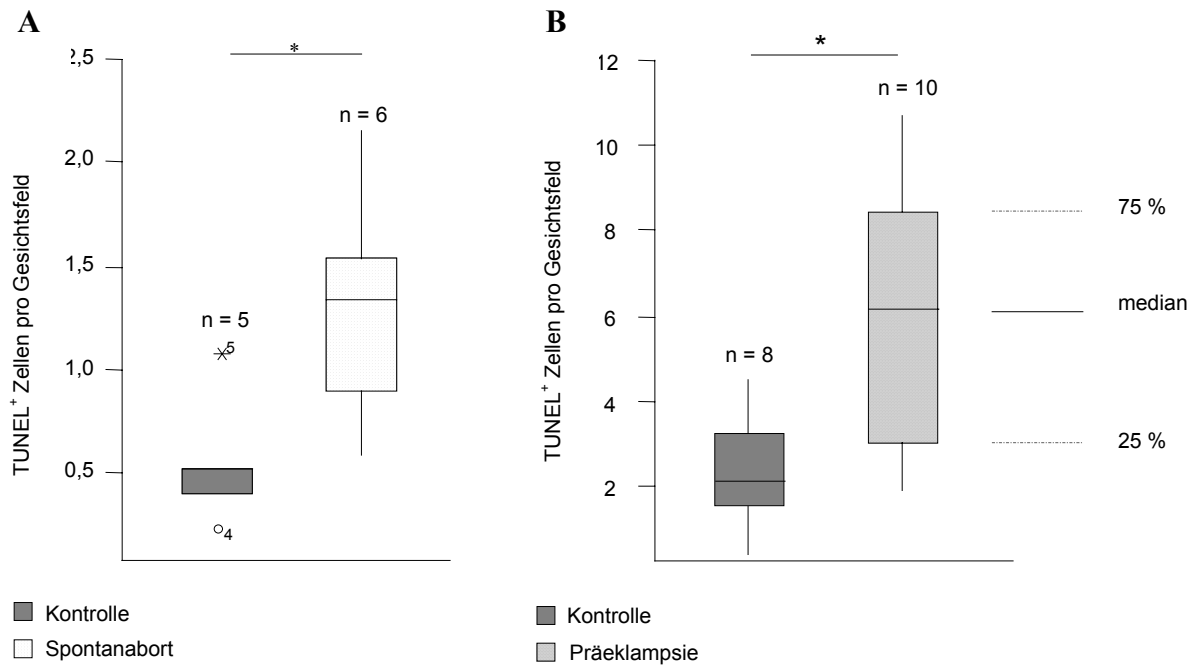 A
*
2,5
n = 6
2,0
1,5
n = 5
5
1,0
0,5
4
TUNEL+ Zellen pro Gesichtsfeld
Kontrolle
Spontanabort
B
*
12
n = 10
10
75 %
8
median
6
n = 8
4
25 %
2
TUNEL+ Zellen pro Gesichtsfeld
Kontrolle
Präeklampsie